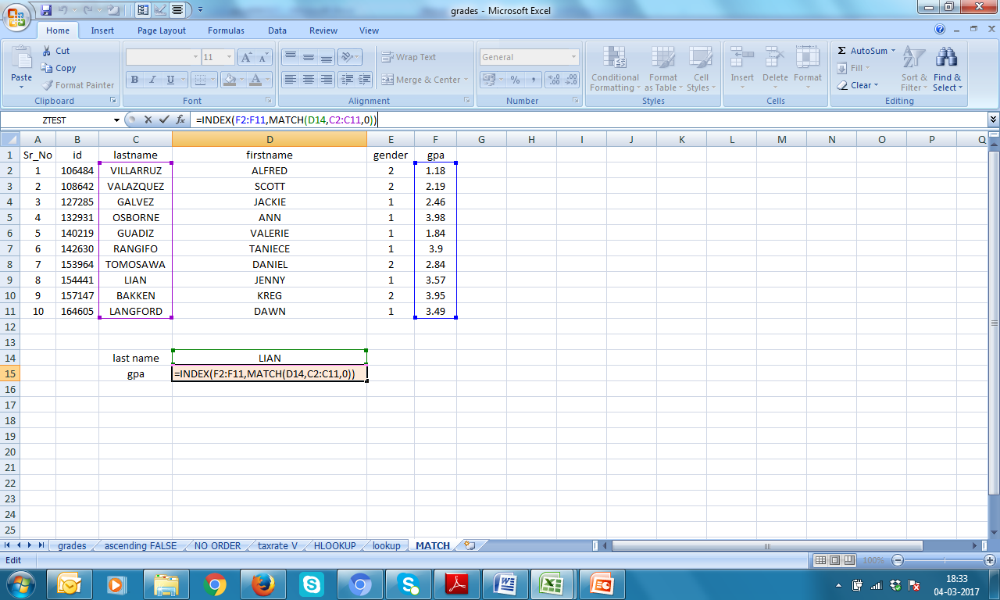 grades - Microsoft Excel
Home Insert Page Layout Formulas Data Review View
Cut
Copy
Format Painter
Paste
Clipboard
11
A A
B I U
Font
Wrap Text
Merge & Center
Alignment
General
% ,
Number
Conditional Formatting
Format as Table
Cell Styles
Styles
Insert Delete Format
Cells
Σ AutoSum
Fill
Clear
Sort & Filter
Find & Select
Editing
ZTEST fx =INDEX(F2:F11,MATCH(D14,C2:C11,0))
A B C D E F G H I J K L M N O P Q
1 Sr_No id lastname firstname gender gpa
2 1 106484 VILLARRUZ ALFRED 2 1.18
3 2 108642 VALAZQUEZ SCOTT 2 2.19
4 3 127285 GALVEZ JACKIE 1 2.46
5 4 132931 OSBORNE ANN 1 3.98
6 5 140219 GUADIZ VALERIE 1 1.84
7 6 142630 RANGIFO TANIECE 1 3.9
8 7 153964 TOMOSAWA DANIEL 2 2.84
9 8 154441 LIAN JENNY 1 3.57
10 9 157147 BAKKEN KREG 2 3.95
11 10 164605 LANGFORD DAWN 1 3.49
12
13
14 last name LIAN
15 gpa =INDEX(F2:F11,MATCH(D14,C2:C11,0))
16
17
18
19
20
21
22
23
24
25
grades ascending FALSE NO ORDER taxrate V HLOOKUP lookup MATCH
Edit 100%
18:33
04-03-2017